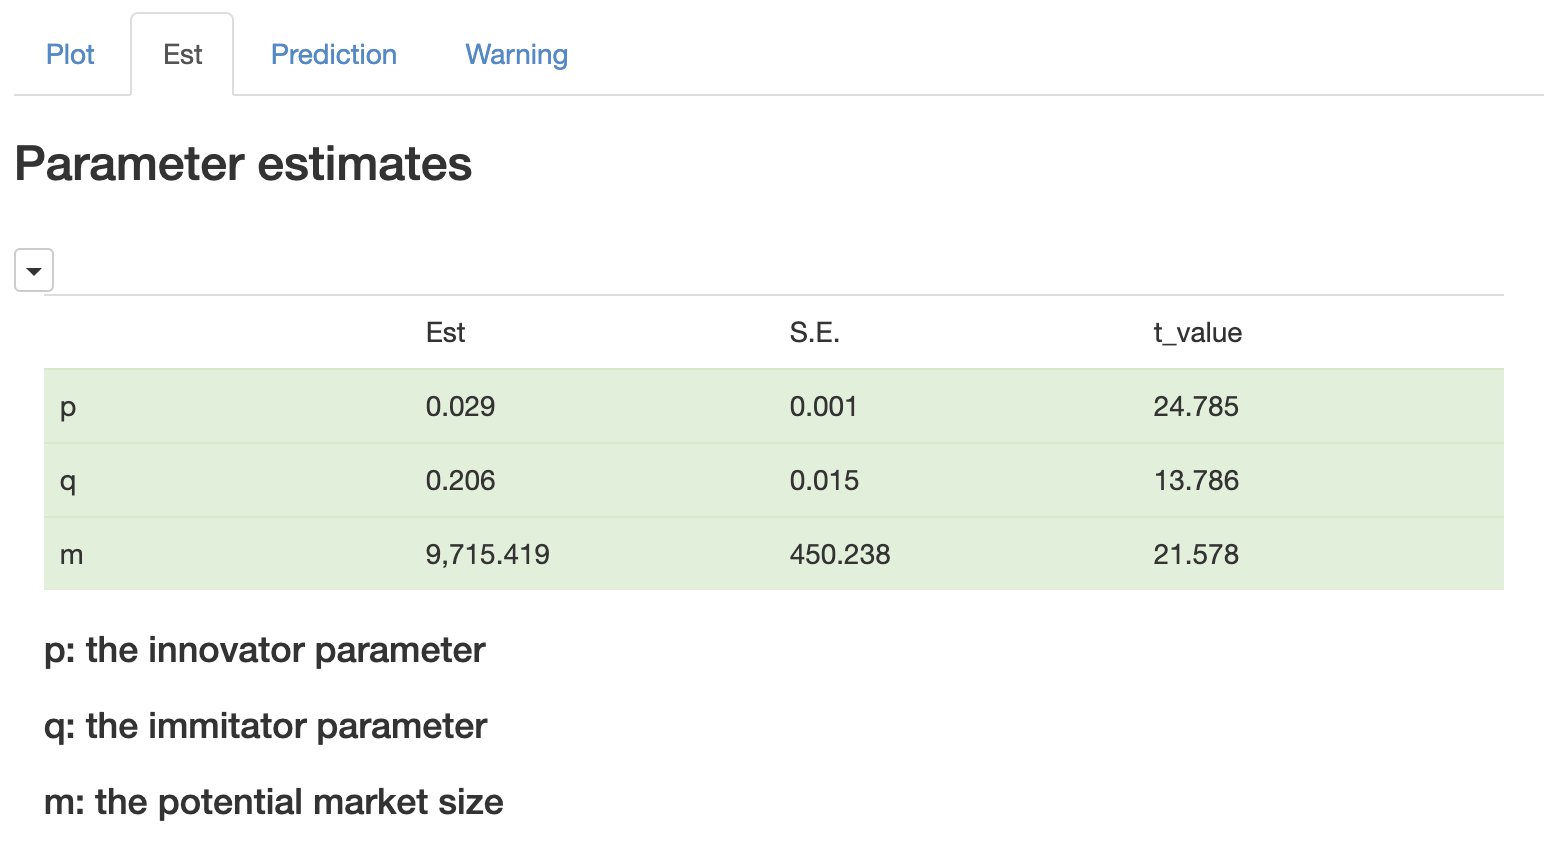 Plot Est Prediction Warning
Parameter estimates
Est S.E. t_value
p 0.029 0.001 24.785
q 0.206 0.015 13.786
m 9,715.419 450.238 21.578
p: the innovator parameter
q: the immitator parameter
m: the potential market size